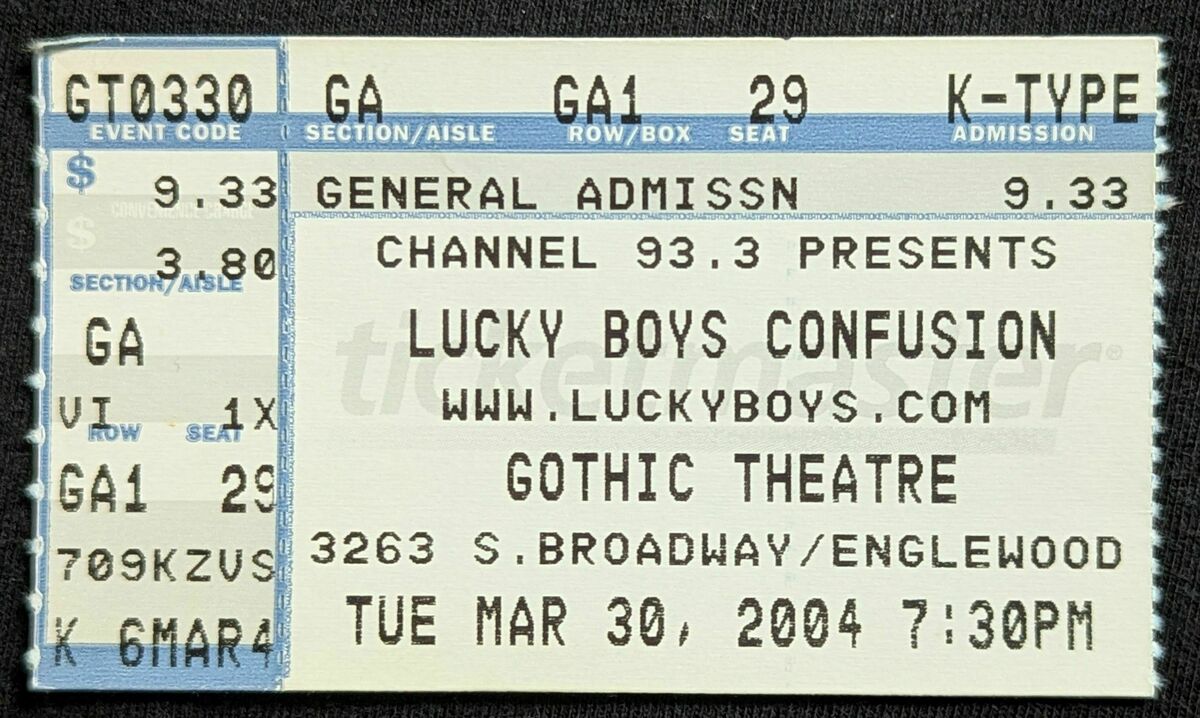 GT0330 GA GA1 29 K-TYPE
EVENT CODE SECTION/AISLE ROW/BOX SEAT ADMISSION
$ 9.33 GENERAL ADMISSN 9.33
CONVENIENCE CHARGE
$ 3.80
CHANNEL 93.3 PRESENTS
SECTION/AISLE
GA
LUCKY BOYS CONFUSION
ticketmaster®
VI 1X
WWW.LUCKYBOYS.COM
ROW SEAT
GA1 29
GOTHIC THEATRE
709KZVS
3263 S.BROADWAY/ENGLEWOOD
K 6MAR4
TUE MAR 30, 2004 7:30PM